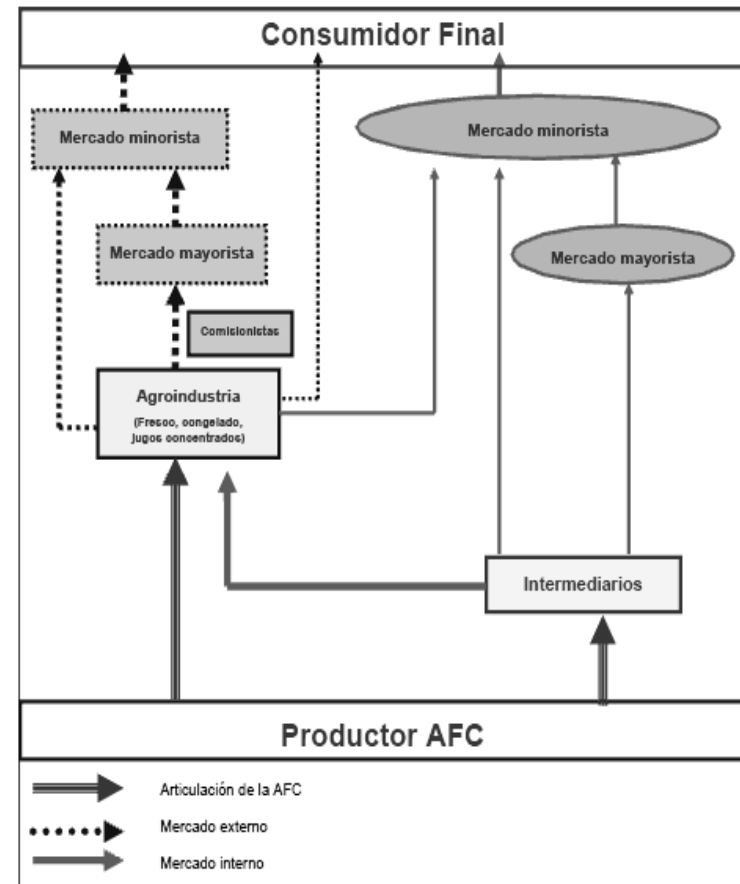 Consumidor Final
Mercado minorista
Mercado minorista
Mercado mayorista
Mercado mayorista
Comisionistas
Agroindustria
(Fresco, congelado,
jugos concentrados)
Intermediarios
Productor AFC
Articulación de la AFC
Mercado externo
Mercado interno